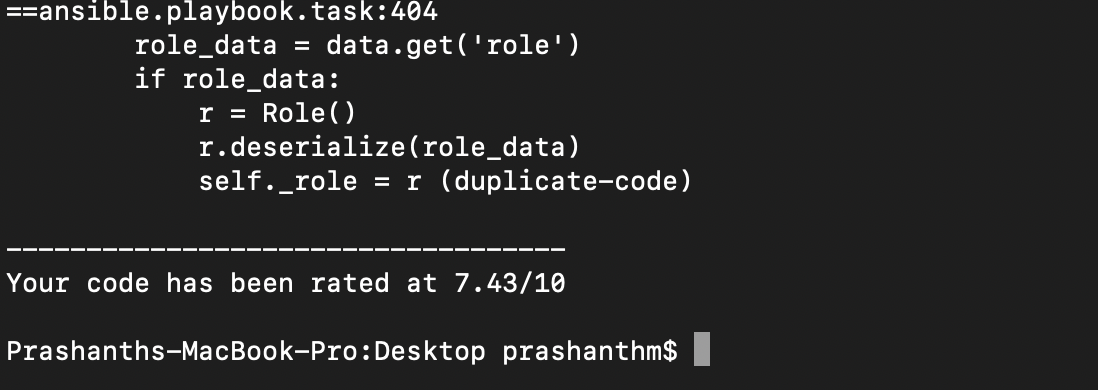 ==ansible.playbook.task:404
        role_data = data.get('role')
        if role_data:
            r = Role()
            r.deserialize(role_data)
            self._role = r (duplicate-code)

-----------------------------------
Your code has been rated at 7.43/10

Prashanths-MacBook-Pro:Desktop prashanthm$